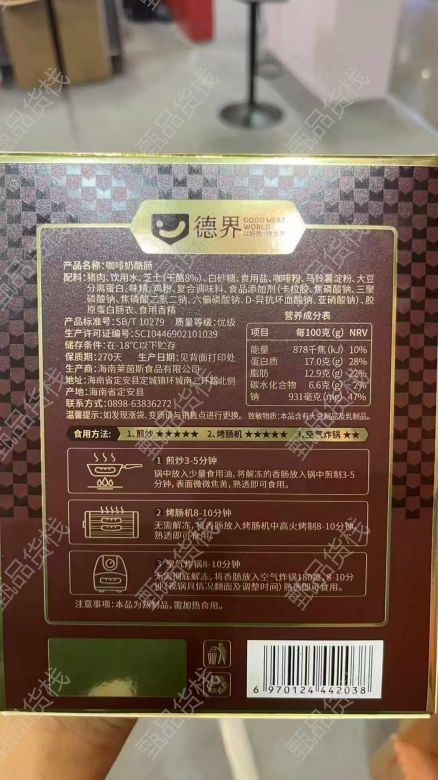 德界
GOOD MEAT
WORLD
产品名称:咖啡奶酪肠
配料:猪肉、饮用水、芝士(干酪8%)、白砂糖、食用盐、咖啡粉、马铃薯淀粉、大豆
分离蛋白、味精、鸡粉、复合调味料、食品添加剂(卡拉胶、焦磷酸钠、三聚
磷酸钠、焦磷酸二氢二钠、六偏磷酸钠、D-异抗坏血酸钠、亚硝酸钠)、胶
原蛋白肠衣、食用香精
产品标准号:SB/T 10279 质量等级:优级
生产许可证编号:SC10446902101039
储存条件:在-18℃以下贮存
保质期:270天 生产日期:见背面打印处
生产商:海南莱茵斯食品有限公司
地址:海南省定安县定城镇环城南二环路北侧
产地:海南省定安县
联系方式:0898-63836272
营养成分表
项目 每100克(g) NRV
能量 878千焦(kJ) 10%
蛋白质 17.0克(g) 28%
脂肪 12.9克(g) 22%
碳水化合物 6.6克(g) 2%
钠 931毫克(mg) 47%
温馨提示:如发现涨袋、变质请与销售点进行更换。 致敏物质:本品含有大豆制品及乳制品。
食用方法: 1、煎炒★★★★★ 2、烤肠机★★★★★ 3、空气炸锅★★
1 煎炒3-5分钟
锅中放入少量食用油,将解冻的香肠放入锅中煎制3-5
分钟,表面微微焦黄,熟透即可食用。
2 烤肠机8-10分钟
无需解冻,将香肠放入烤肠机中高火烤制8-10分钟,
熟透即可食用。
3 空气炸锅8-10分钟
无需彻底解冻,将香肠放入空气炸锅180度,8-10分
钟(视锅具情况翻面及调整时间)熟透即可食用。
注意事项:本品为熟制品,需加热食用。
6 970124 442038
甄品货栈